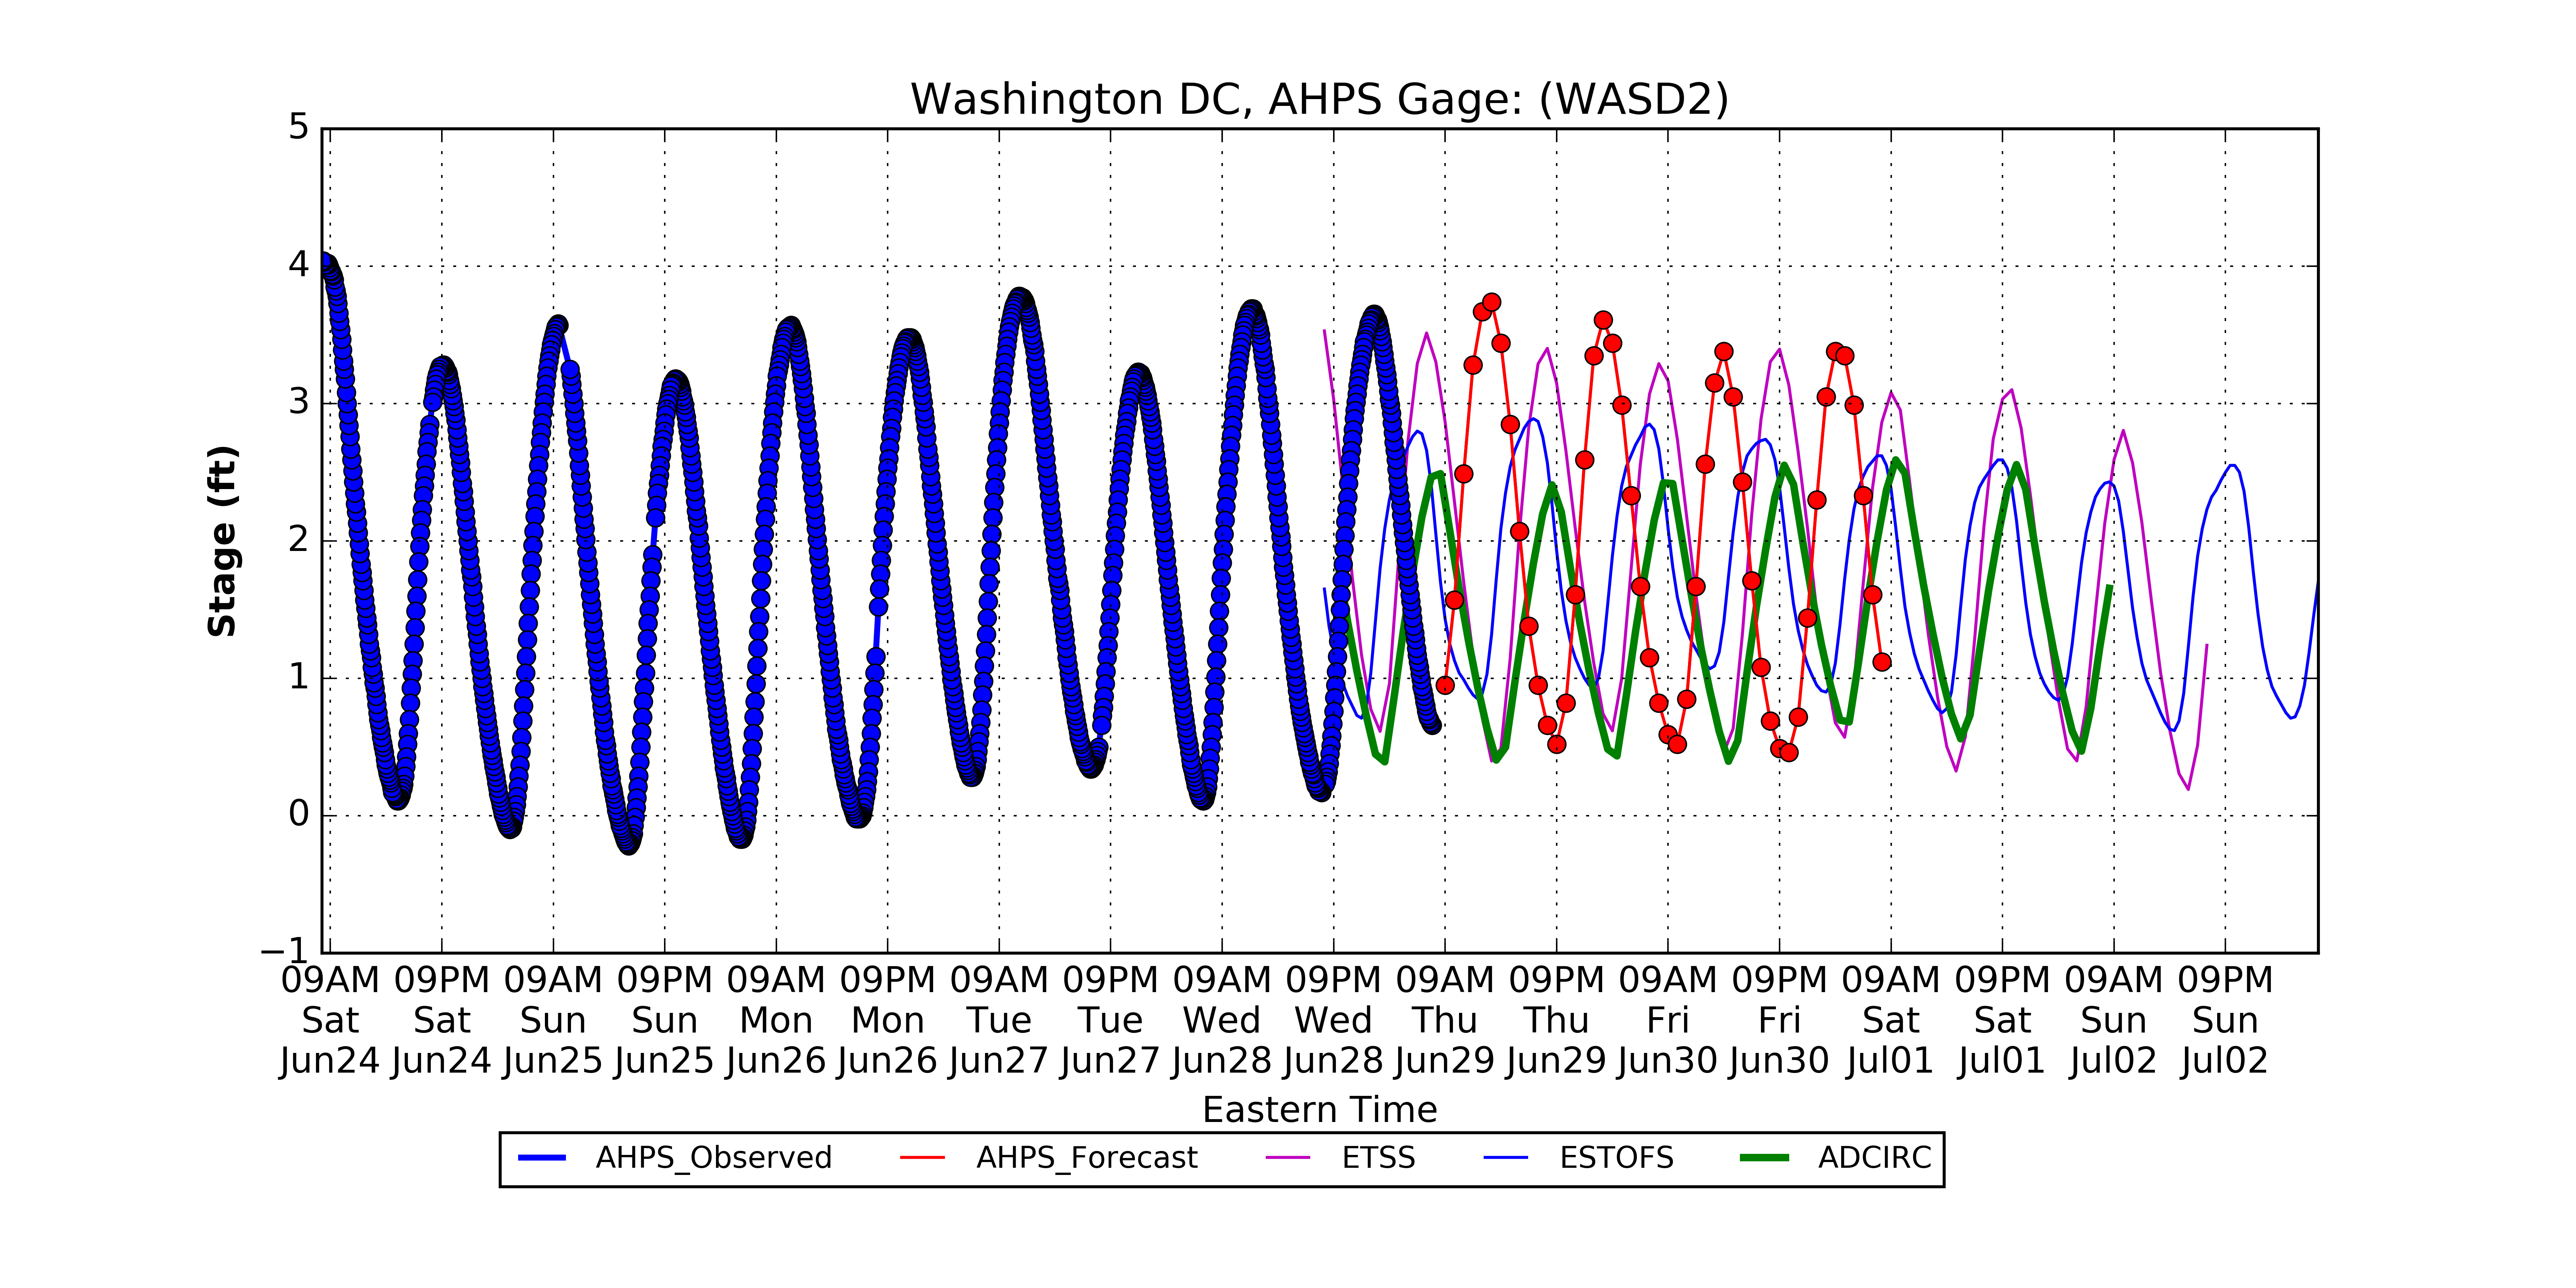 Washington DC, AHPS Gage: (WASD2)
5
4
3
2
1
0
−1
Stage (ft)
09AM 09PM 09AM 09PM 09AM 09PM 09AM 09PM 09AM 09PM 09AM 09PM 09AM 09PM 09AM 09PM 09AM 09PM
Sat Sat Sun Sun Mon Mon Tue Tue Wed Wed Thu Thu Fri Fri Sat Sat Sun Sun
Jun24 Jun24 Jun25 Jun25 Jun26 Jun26 Jun27 Jun27 Jun28 Jun28 Jun29 Jun29 Jun30 Jun30 Jul01 Jul01 Jul02 Jul02
Eastern Time
AHPS_Observed AHPS_Forecast ETSS ESTOFS ADCIRC